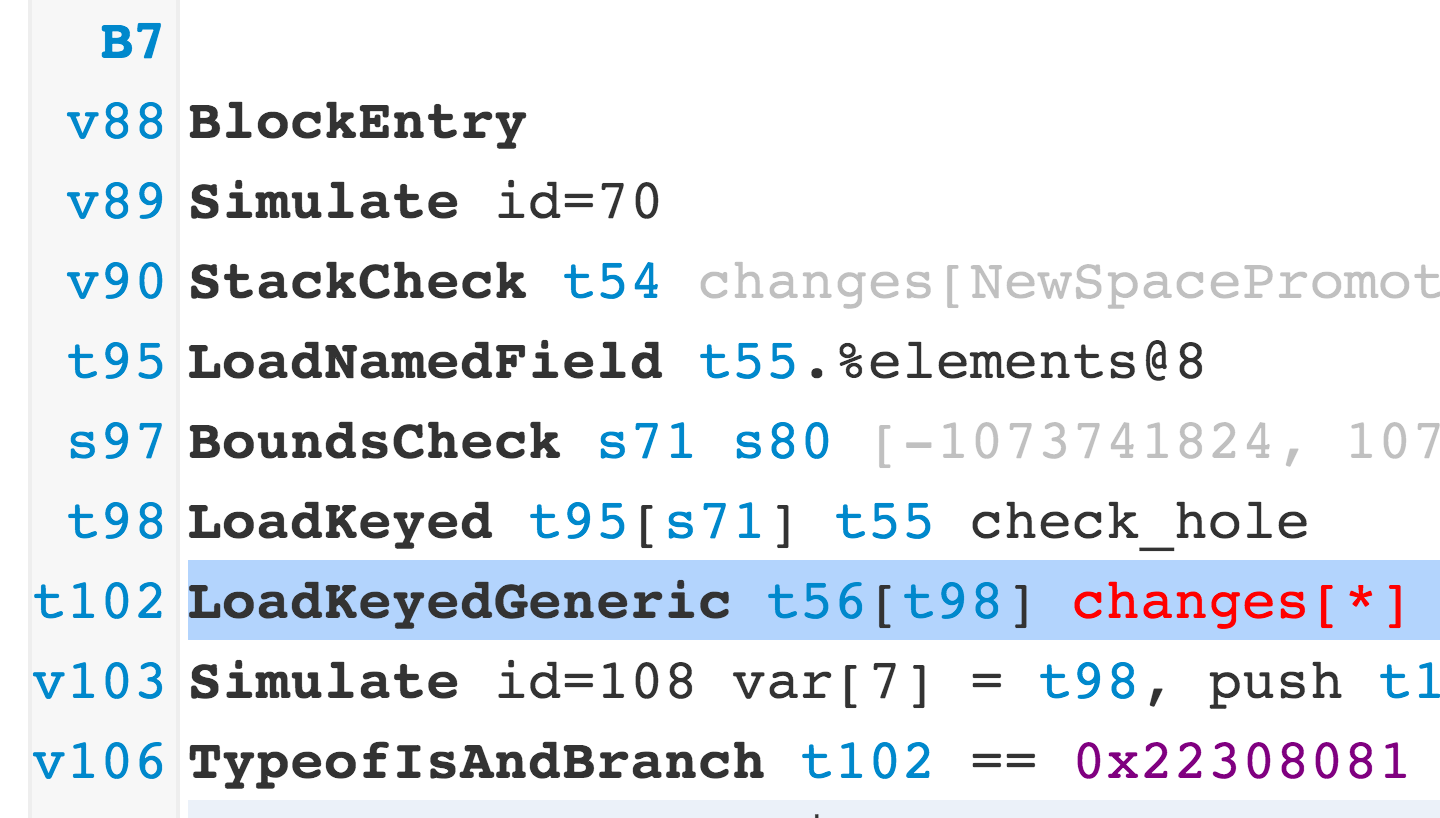 B7
v88 BlockEntry
v89 Simulate id=70
v90 StackCheck t54 changes[NewSpacePromot
t95 LoadNamedField t55.%elements@8
s97 BoundsCheck s71 s80 [-1073741824, 107
t98 LoadKeyed t95[s71] t55 check_hole
t102 LoadKeyedGeneric t56[t98] changes[*]
v103 Simulate id=108 var[7] = t98, push t1
v106 TypeofIsAndBranch t102 == 0x22308081